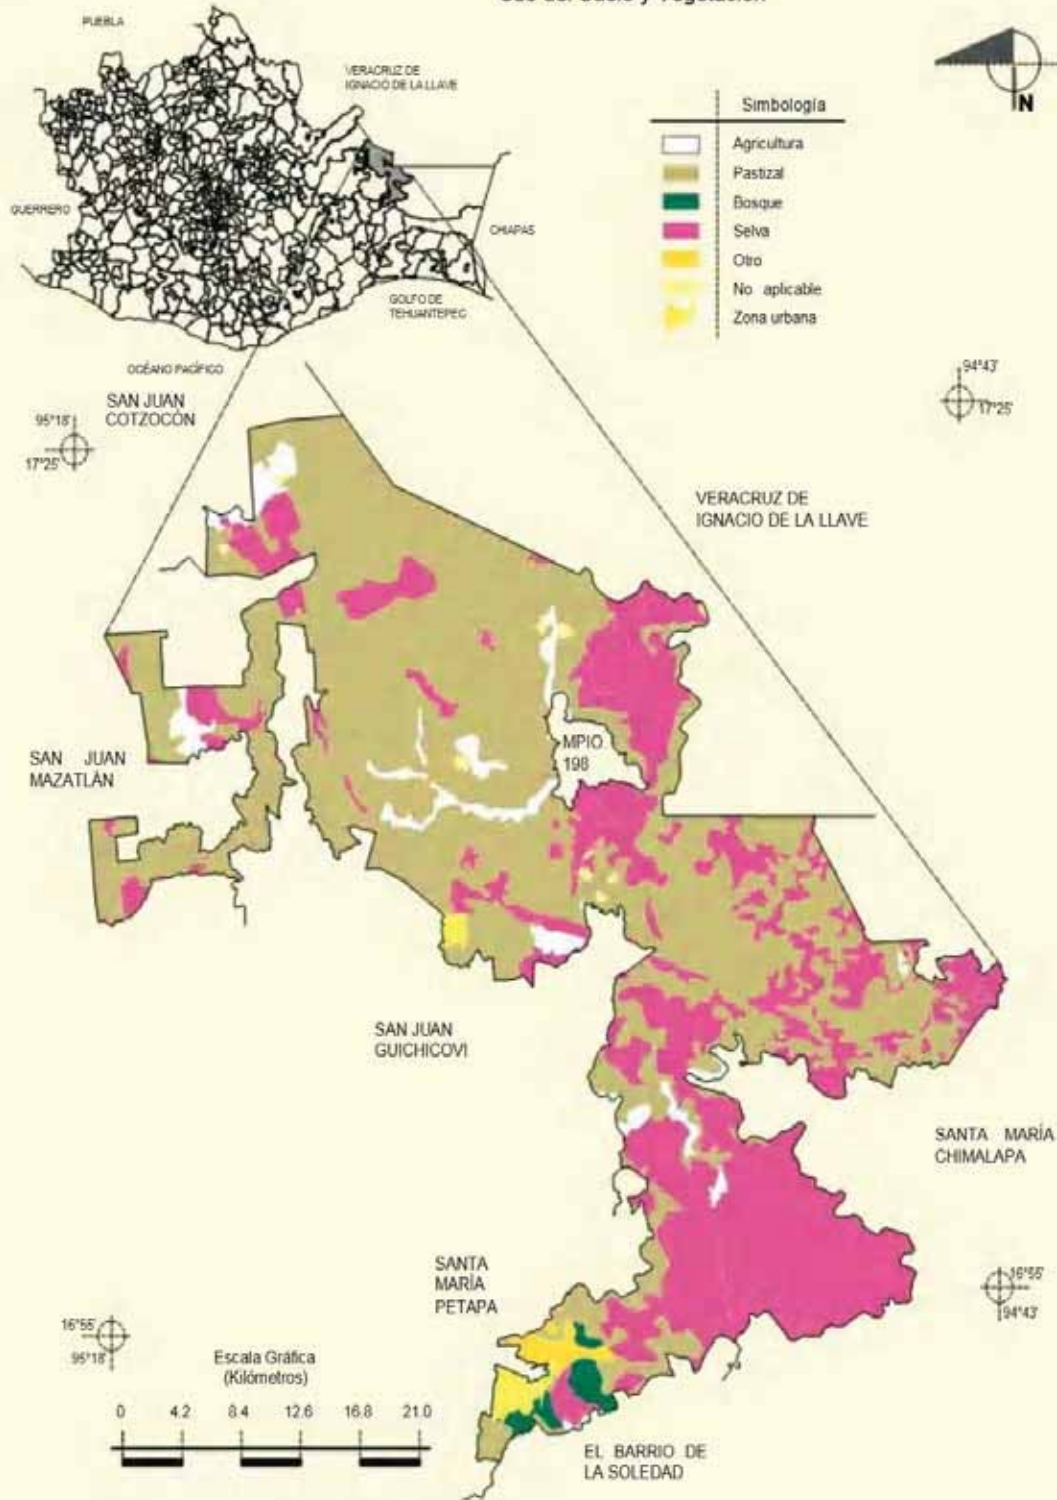 Uso del Suelo y Vegetación
PUEBLA
VERACRUZ DE
IGNACIO DE LA LLAVE
GUERRERO
CHIAPAS
GOLFO DE
TEHUANTEPEC
OCÉANO PACÍFICO
N
Simbología
Agricultura
Pastizal
Bosque
Selva
Otro
No aplicable
Zona urbana
SAN JUAN
COTZOCÓN
95°18'
17°25'
94°43'
17°25'
VERACRUZ DE
IGNACIO DE LA LLAVE
SAN JUAN
MAZATLÁN
MPIO.
198
SAN JUAN
GUICHICOVI
SANTA MARÍA
CHIMALAPA
SANTA
MARÍA
PETAPA
16°55'
94°43'
16°55'
95°18'
Escala Gráfica
(Kilómetros)
0 4.2 8.4 12.6 16.8 21.0
EL BARRIO DE
LA SOLEDAD